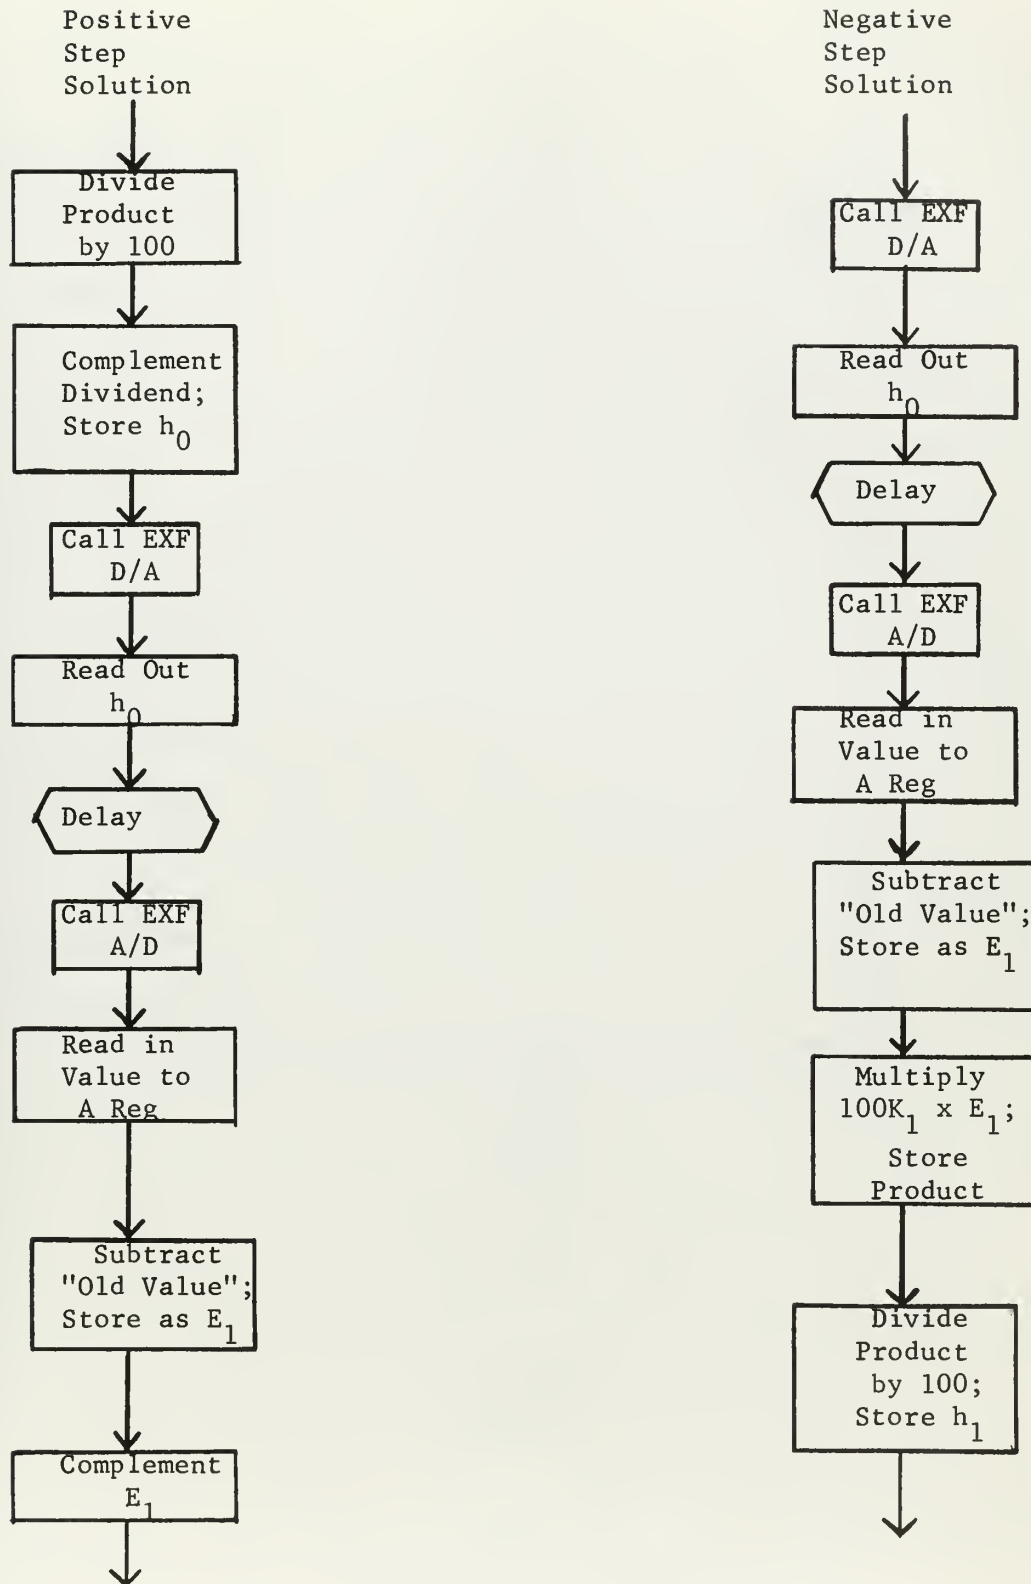 Positive
Step
Solution
Divide
Product
by 100
Complement
Dividend;
Store h0
Call EXF
D/A
Read Out
h0
Delay
Call EXF
A/D
Read in
Value to
A Reg
Subtract
"Old Value";
Store as E1
Complement
E1
Negative
Step
Solution
Call EXF
D/A
Read Out
h0
Delay
Call EXF
A/D
Read in
Value to
A Reg
Subtract
"Old Value";
Store as E1
Multiply
100K1 x E1;
Store
Product
Divide
Product
by 100;
Store h1